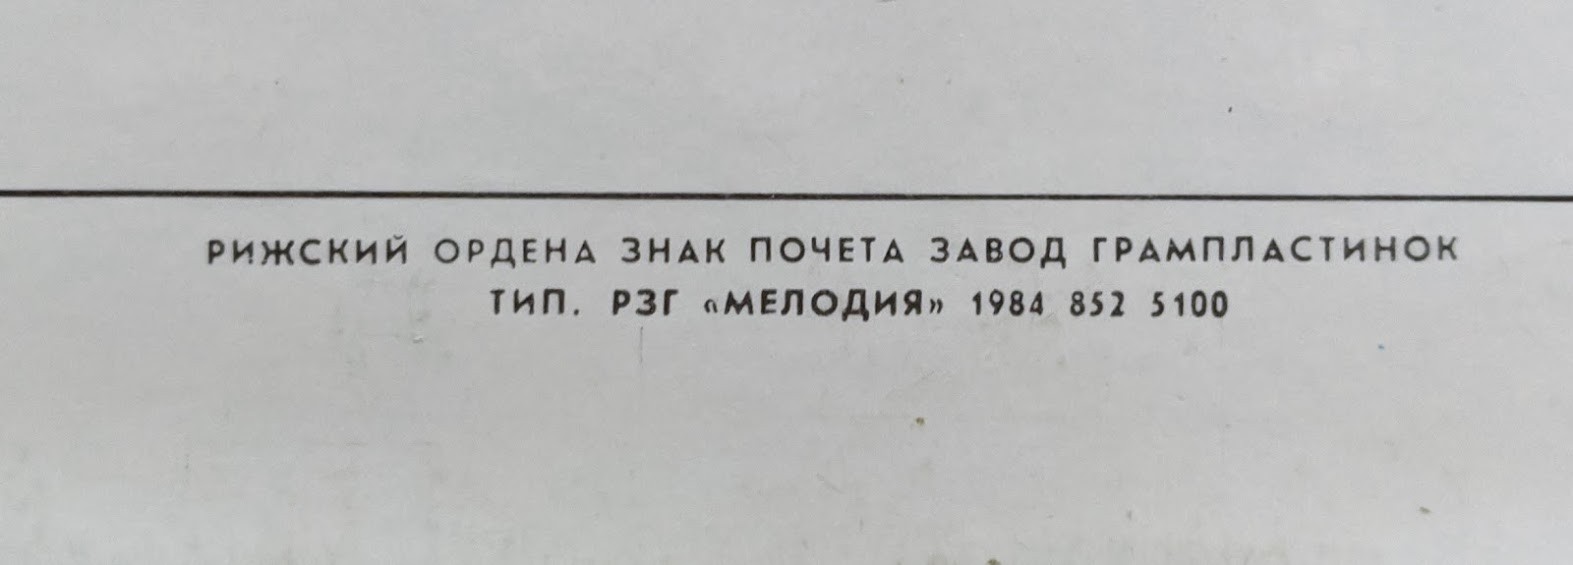 РИЖСКИЙ ОРДЕНА ЗНАК ПОЧЕТА ЗАВОД ГРАМПЛАСТИНОК
ТИП. РЗГ «МЕЛОДИЯ» 1984 852 5100